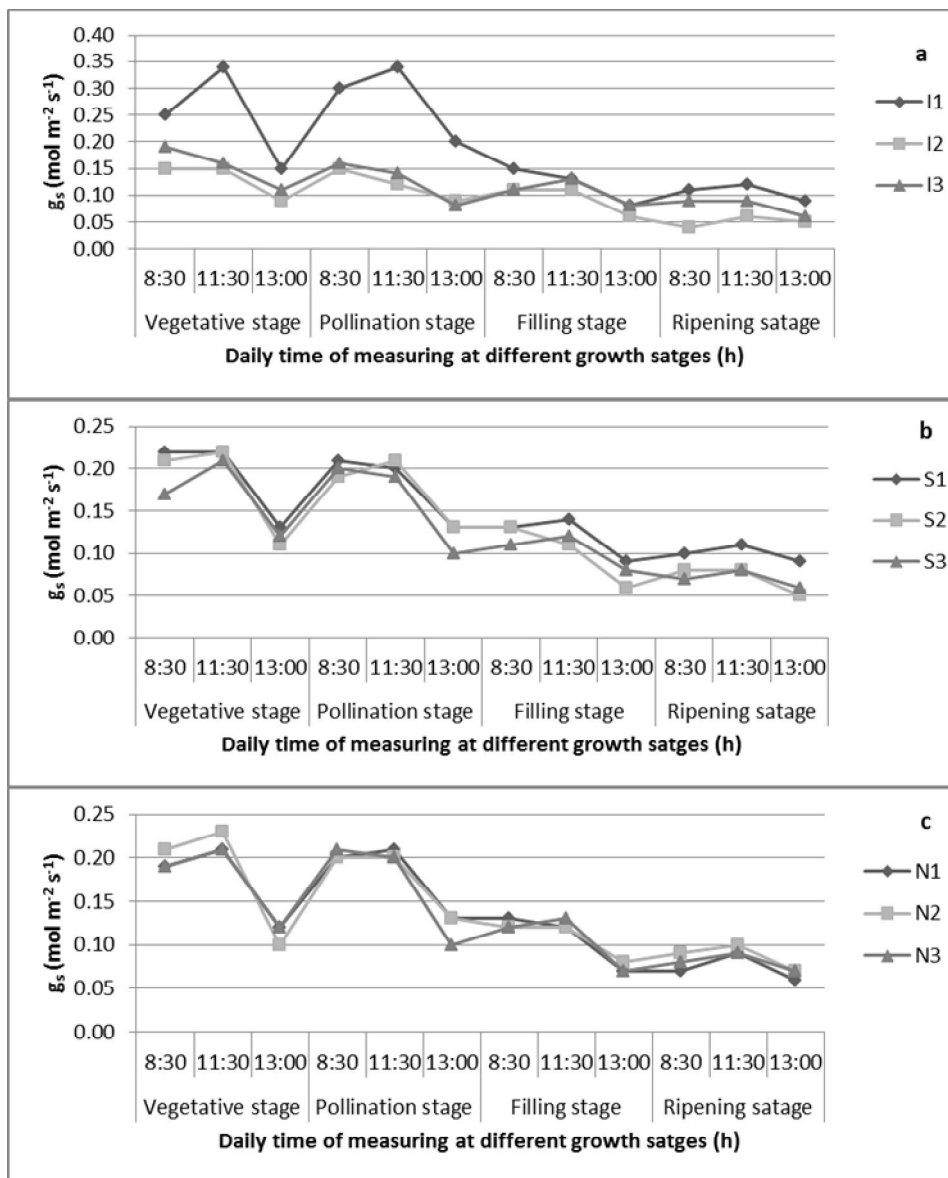 a
0.40
0.35
0.30
0.25
0.20
0.15
0.10
0.05
0.00
gs (mol m-2 s-1)
I1
I2
I3
8:30 11:30 13:00 8:30 11:30 13:00 8:30 11:30 13:00 8:30 11:30 13:00
Vegetative stage Pollination stage Filling stage Ripening satage
Daily time of measuring at different growth satges (h)
b
0.25
0.20
0.15
0.10
0.05
0.00
gs (mol m-2 s-1)
S1
S2
S3
8:30 11:30 13:00 8:30 11:30 13:00 8:30 11:30 13:00 8:30 11:30 13:00
Vegetative stage Pollination stage Filling stage Ripening satage
Daily time of measuring at different growth satges (h)
c
0.25
0.20
0.15
0.10
0.05
0.00
gs (mol m-2 s-1)
N1
N2
N3
8:30 11:30 13:00 8:30 11:30 13:00 8:30 11:30 13:00 8:30 11:30 13:00
Vegetative stage Pollination stage Filling stage Ripening satage
Daily time of measuring at different growth satges (h)